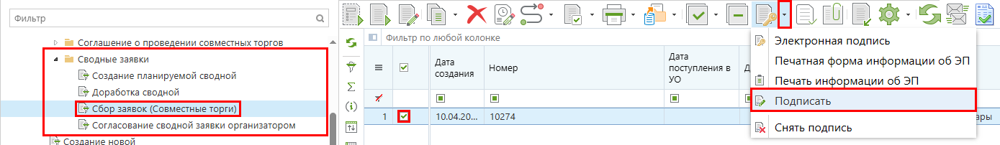 Фильтр
Соглашение о проведении совместных торгов
Сводные заявки
Создание планируемой сводной
Доработка сводной
Сбор заявок (Совместные торги)
Согласование сводной заявки организатором
Создание новой
Фильтр по любой колонке
Дата создания
Номер
Дата поступления в УО
Д
1
10.04.20...
10274
ары
Электронная подпись
Печатная форма информации об ЭП
Печать информации об ЭП
Подписать
Снять подпись